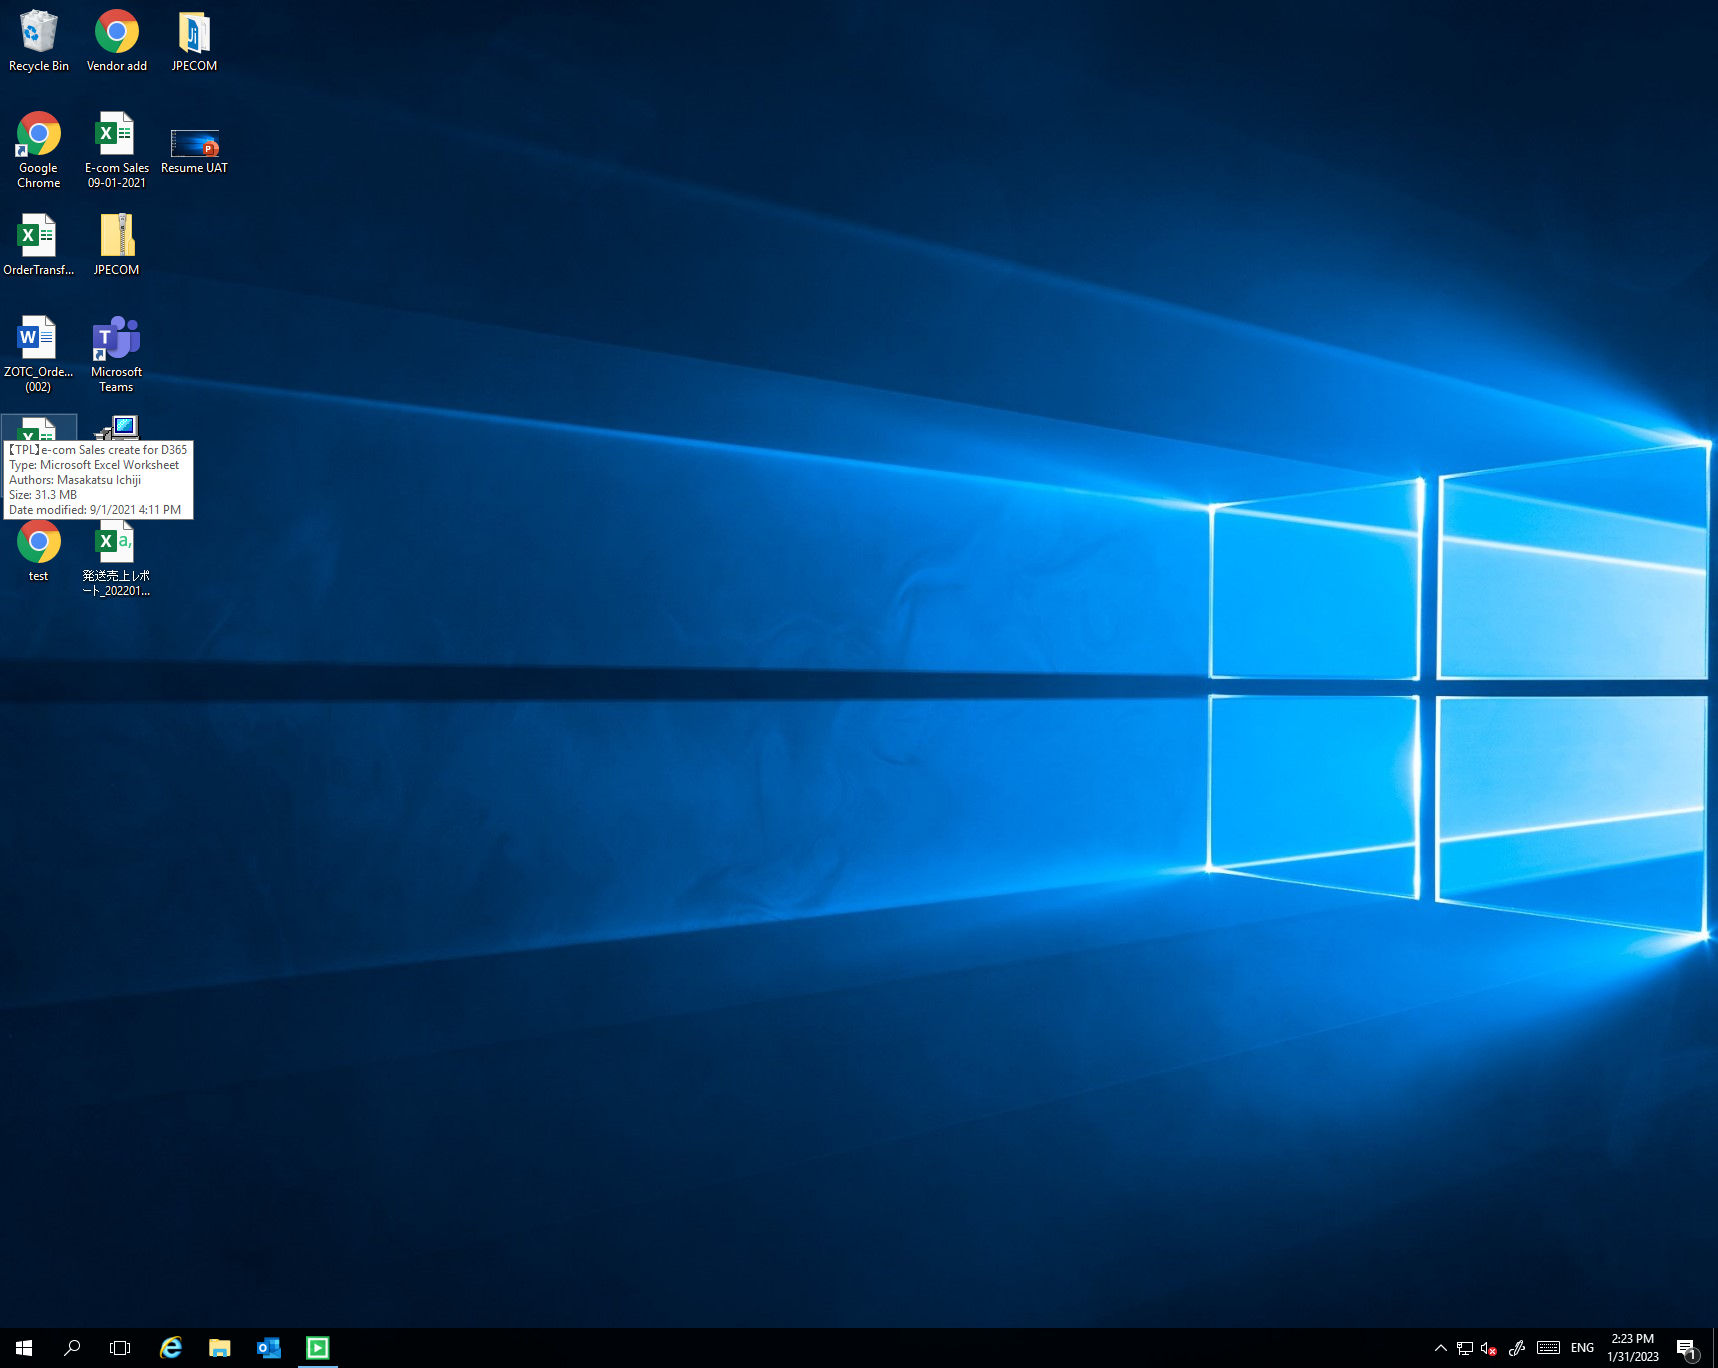 Recycle Bin
Vendor add
JPECOM
Google
Chrome
E-com Sales
09-01-2021
Resume UAT
OrderTransf...
JPECOM
ZOTC_Orde...
(002)
Microsoft
Teams
【TPL】e-com Sales create for D365
Type: Microsoft Excel Worksheet
Authors: Masakatsu Ichiji
Size: 31.3 MB
Date modified: 9/1/2021 4:11 PM
test
発送売上レポ
ート_202201...
ENG
2:23 PM
1/31/2023
1